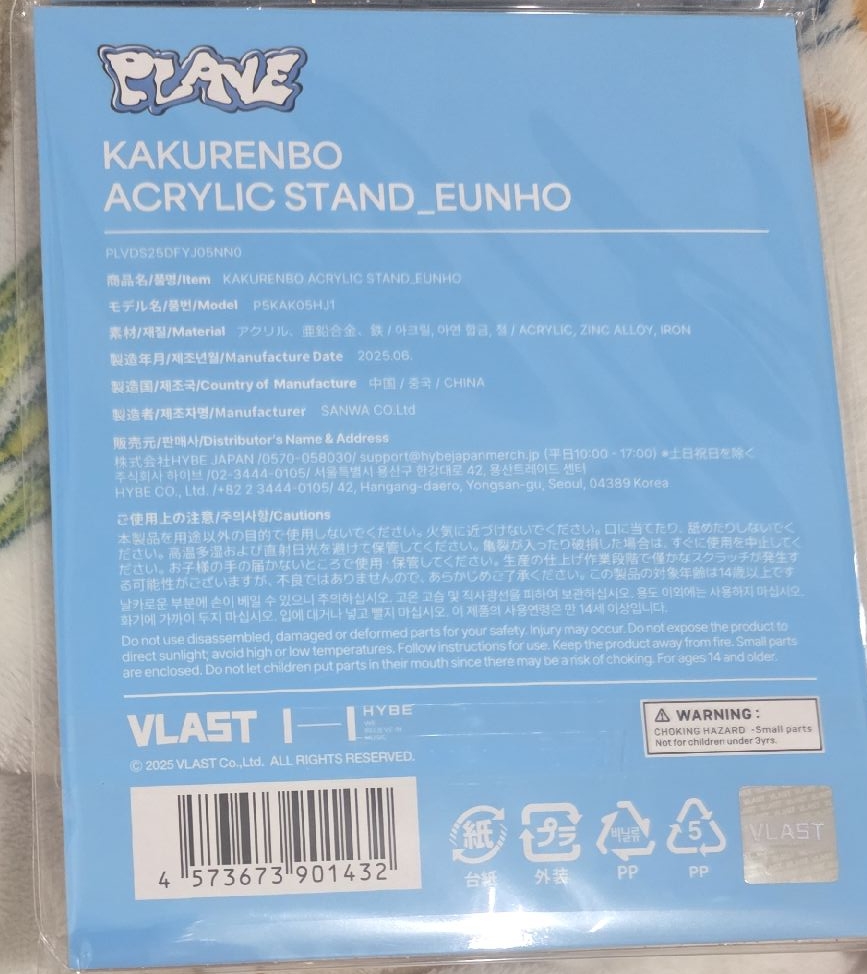 PLAVE
KAKURENBO
ACRYLIC STAND_EUNHO
PLVDS25DFYJ05NN0
商品名/품명/Item KAKURENBO ACRYLIC STAND_EUNHO
モデル名/품번/Model P5KAK05HJ1
素材/재질/Material アクリル、亜鉛合金、鉄 / 아크릴, 아연 합금, 철 / ACRYLIC, ZINC ALLOY, IRON
製造年月/제조년월/Manufacture Date 2025.06.
製造国/제조국/Country of Manufacture 中国 / 중국 / CHINA
製造者/제조자명/Manufacturer SANWA CO.Ltd
販売元/판매사/Distributor's Name & Address
株式会社HYBE JAPAN /0570-058030/ support@hybejapanmerch.jp (平日10:00 - 17:00) ※土日祝日を除く
주식회사 하이브 /02-3444-0105/ 서울특별시 용산구 한강대로 42, 용산트레이드 센터
HYBE CO., Ltd. /+82 2 3444-0105/ 42, Hangang-daero, Yongsan-gu, Seoul, 04389 Korea
ご使用上の注意/주의사항/Cautions
本製品を用途以外の目的で使用しないでください。火気に近づけないでください。口に当てたり、舐めたりしないでく
ださい。高温多湿および直射日光を避けて保管してください。亀裂が入ったり破損した場合は、すぐに使用を中止してく
ださい。お子様の手の届かないところで使用・保管してください。生産の仕上げ作業段階で僅かなスクラッチが発生す
る可能性がございますが、不良ではありませんので、あらかじめご了承ください。この製品の対象年齢は14歳以上です
날카로운 부분에 손이 베일 수 있으니 주의하십시오. 고온 고습 및 직사광선을 피하여 보관하십시오. 용도 이외에는 사용하지 마십시오.
화기에 가까이 두지 마십시오. 입에 대거나 넣고 빨지 마십시오. 이 제품의 사용연령은 만 14세 이상입니다.
Do not use disassembled, damaged or deformed parts for your safety. Injury may occur. Do not expose the product to
direct sunlight; avoid high or low temperatures. Follow instructions for use. Keep the product away from fire. Small parts
are enclosed. Do not let children put parts in their mouth since there may be a risk of choking. For ages 14 and older.
VLAST HYBE
WE
BELIEVE IN
MUSIC
© 2025 VLAST Co.,Ltd. ALL RIGHTS RESERVED.
WARNING :
CHOKING HAZARD -Small parts
Not for children under 3yrs.
4 573673 901432
紙 プラ 비닐류 5
台紙 外装 PP PP
VLAST